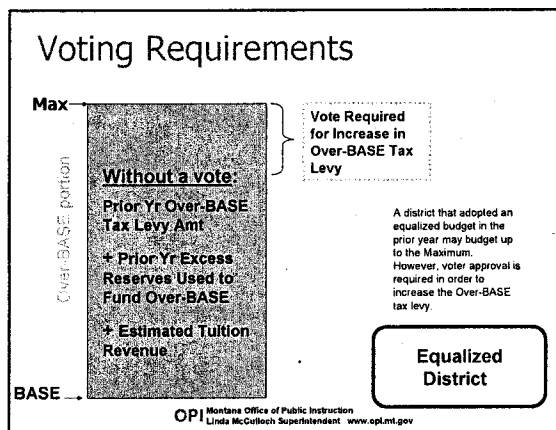 Voting Requirements
Max
Over-BASE portion
Without a vote:
Prior Yr Over-BASE
Tax Levy Amt
+ Prior Yr Excess
Reserves Used to
Fund Over-BASE
+ Estimated Tuition
Revenue
BASE
Vote Required
for Increase in
Over-BASE Tax
Levy
A district that adopted an
equalized budget in the
prior year may budget up
to the Maximum.
However, voter approval is
required in order to
increase the Over-BASE
tax levy.
Equalized
District
OPI Montana Office of Public Instruction
Linda McCulloch Superintendent www.opi.mt.gov